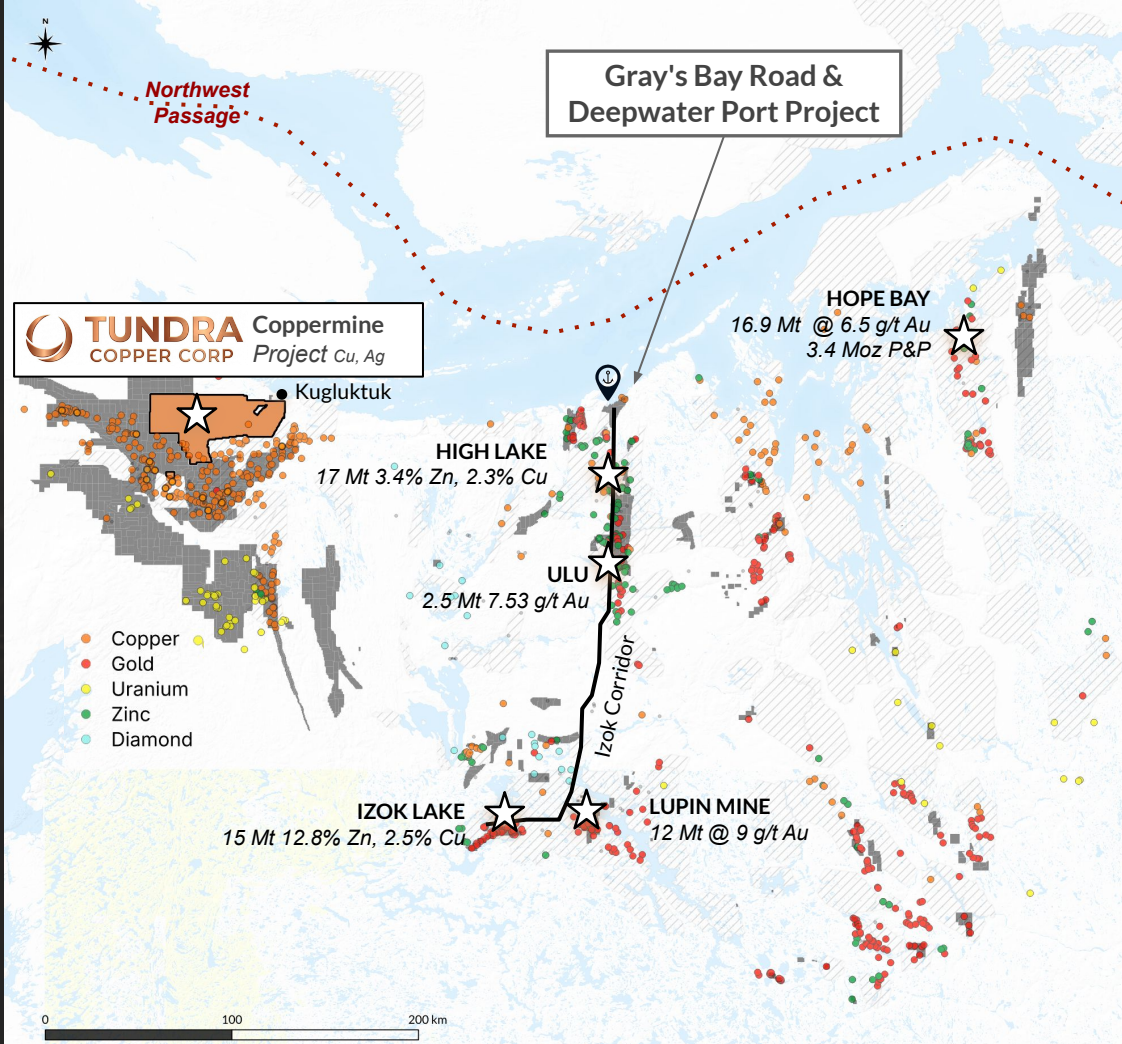 N
Northwest
Passage
Gray's Bay Road &
Deepwater Port Project
TUNDRA
COPPER CORP
Coppermine
Project Cu, Ag
Kugluktuk
HOPE BAY
16.9 Mt @ 6.5 g/t Au
3.4 Moz P&P
HIGH LAKE
17 Mt 3.4% Zn, 2.3% Cu
ULU
2.5 Mt 7.53 g/t Au
Copper
Gold
Uranium
Zinc
Diamond
Izok Corridor
IZOK LAKE
15 Mt 12.8% Zn, 2.5% Cu
LUPIN MINE
12 Mt @ 9 g/t Au
0 100 200 km